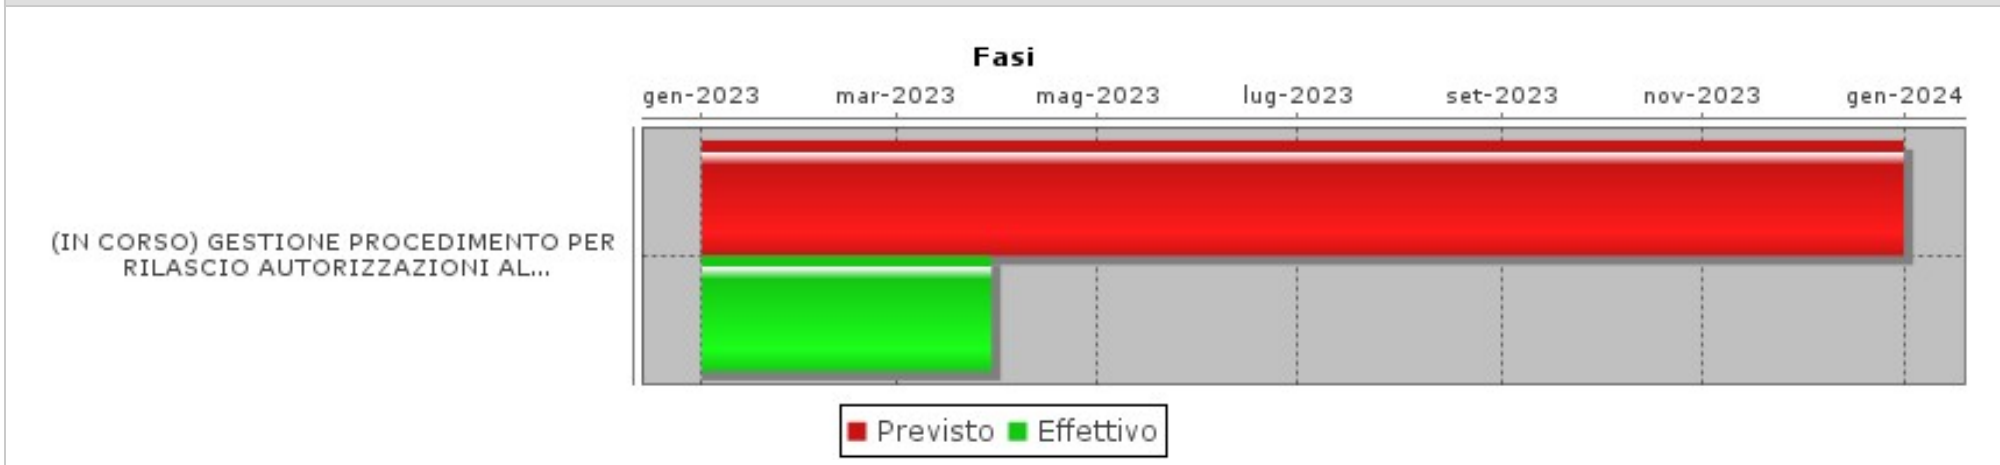 Fasi
gen-2023 mar-2023 mag-2023 lug-2023 set-2023 nov-2023 gen-2024
(IN CORSO) GESTIONE PROCEDIMENTO PER
RILASCIO AUTORIZZAZIONI AL...
Previsto Effettivo